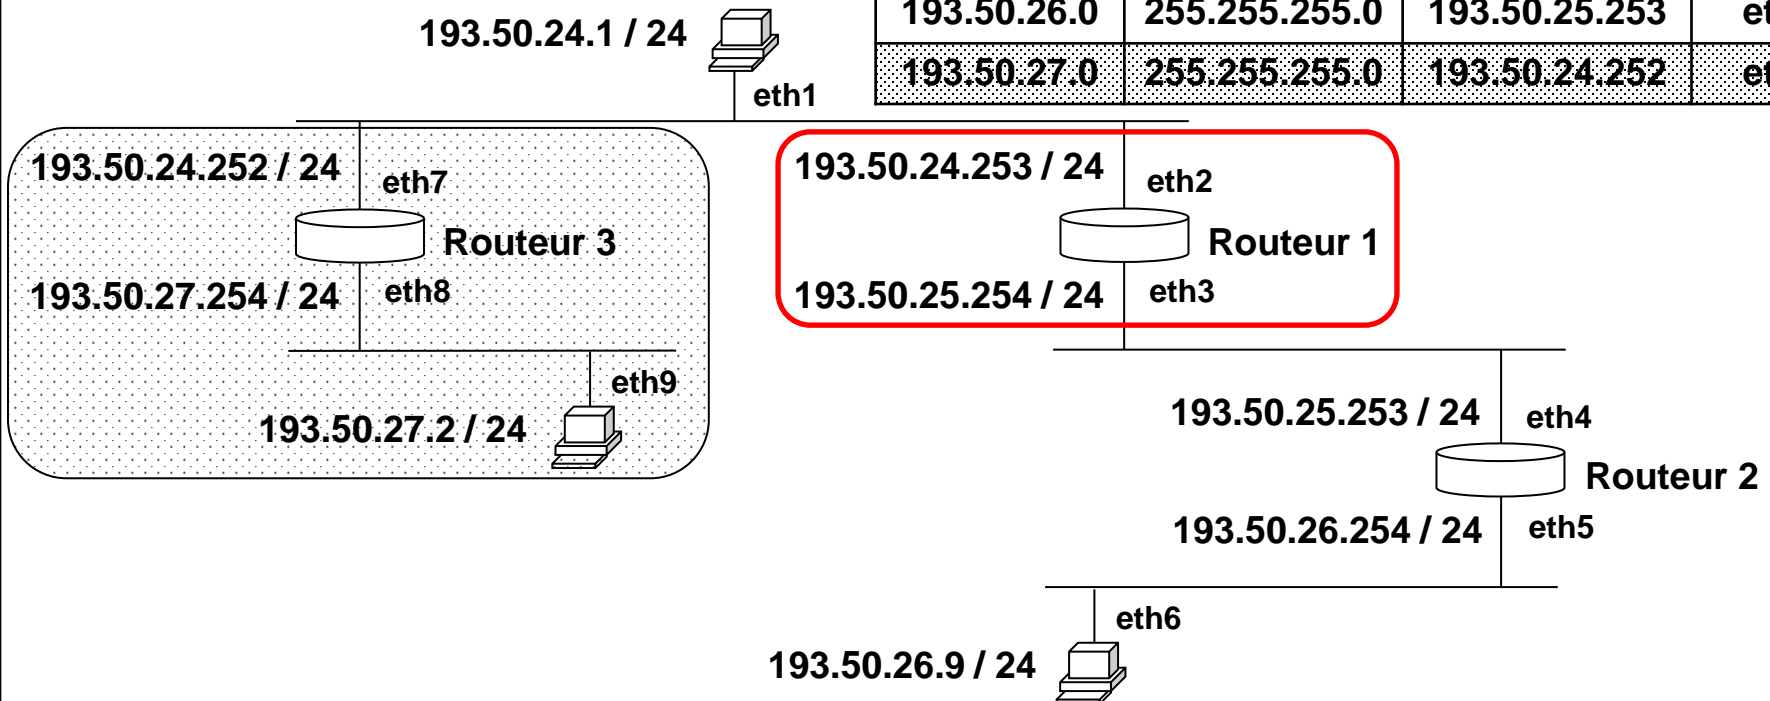 193.50.24.1 / 24
193.50.26.0 255.255.255.0 193.50.25.253
193.50.27.0 255.255.255.0 193.50.24.252
eth1
193.50.24.252 / 24
eth7
Routeur 3
193.50.27.254 / 24
eth8
eth9
193.50.27.2 / 24
193.50.24.253 / 24
eth2
Routeur 1
193.50.25.254 / 24
eth3
193.50.25.253 / 24
eth4
Routeur 2
193.50.26.254 / 24
eth5
eth6
193.50.26.9 / 24